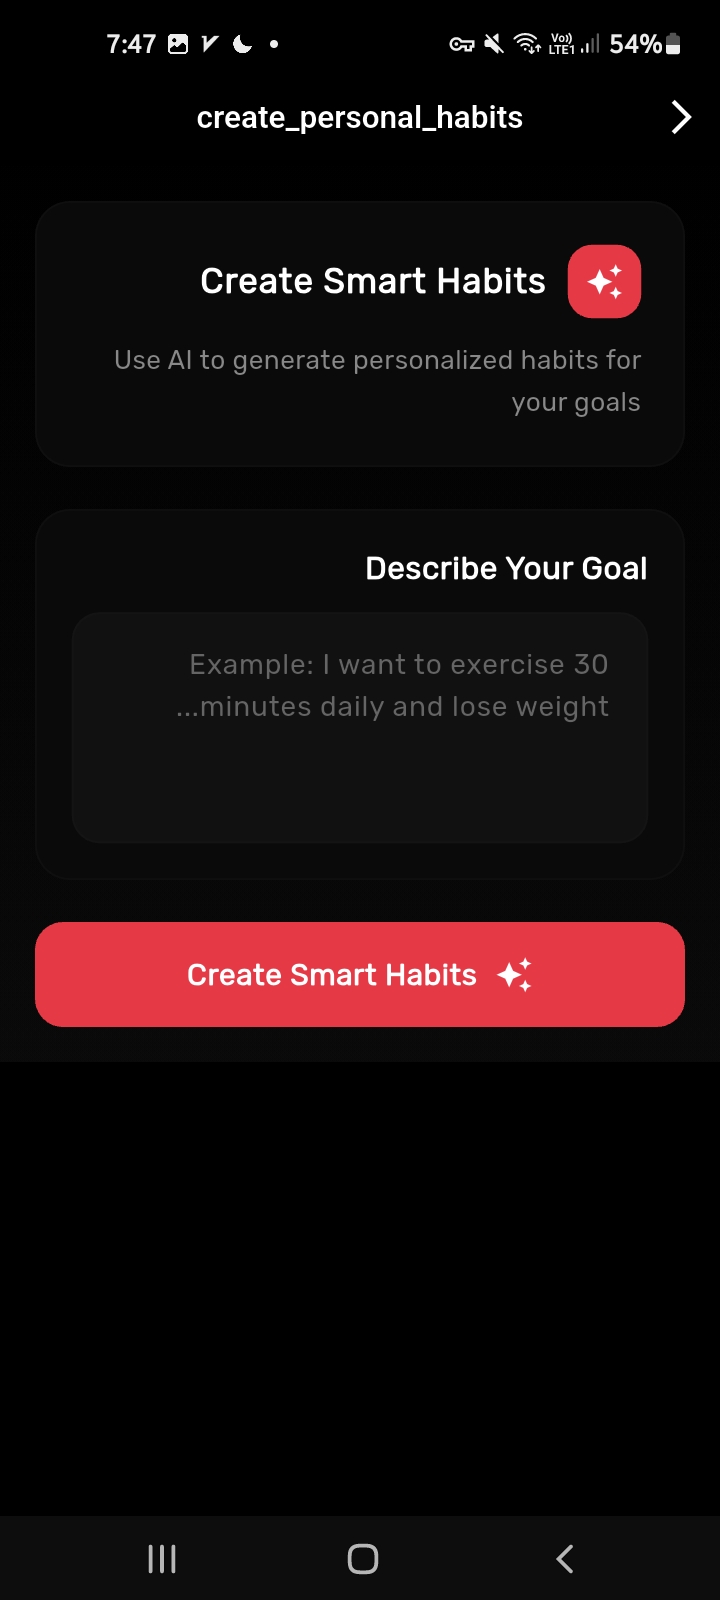 7:47
Vo)) LTE1 54%
create_personal_habits
Create Smart Habits
Use AI to generate personalized habits for
your goals
Describe Your Goal
Example: I want to exercise 30
...minutes daily and lose weight
Create Smart Habits